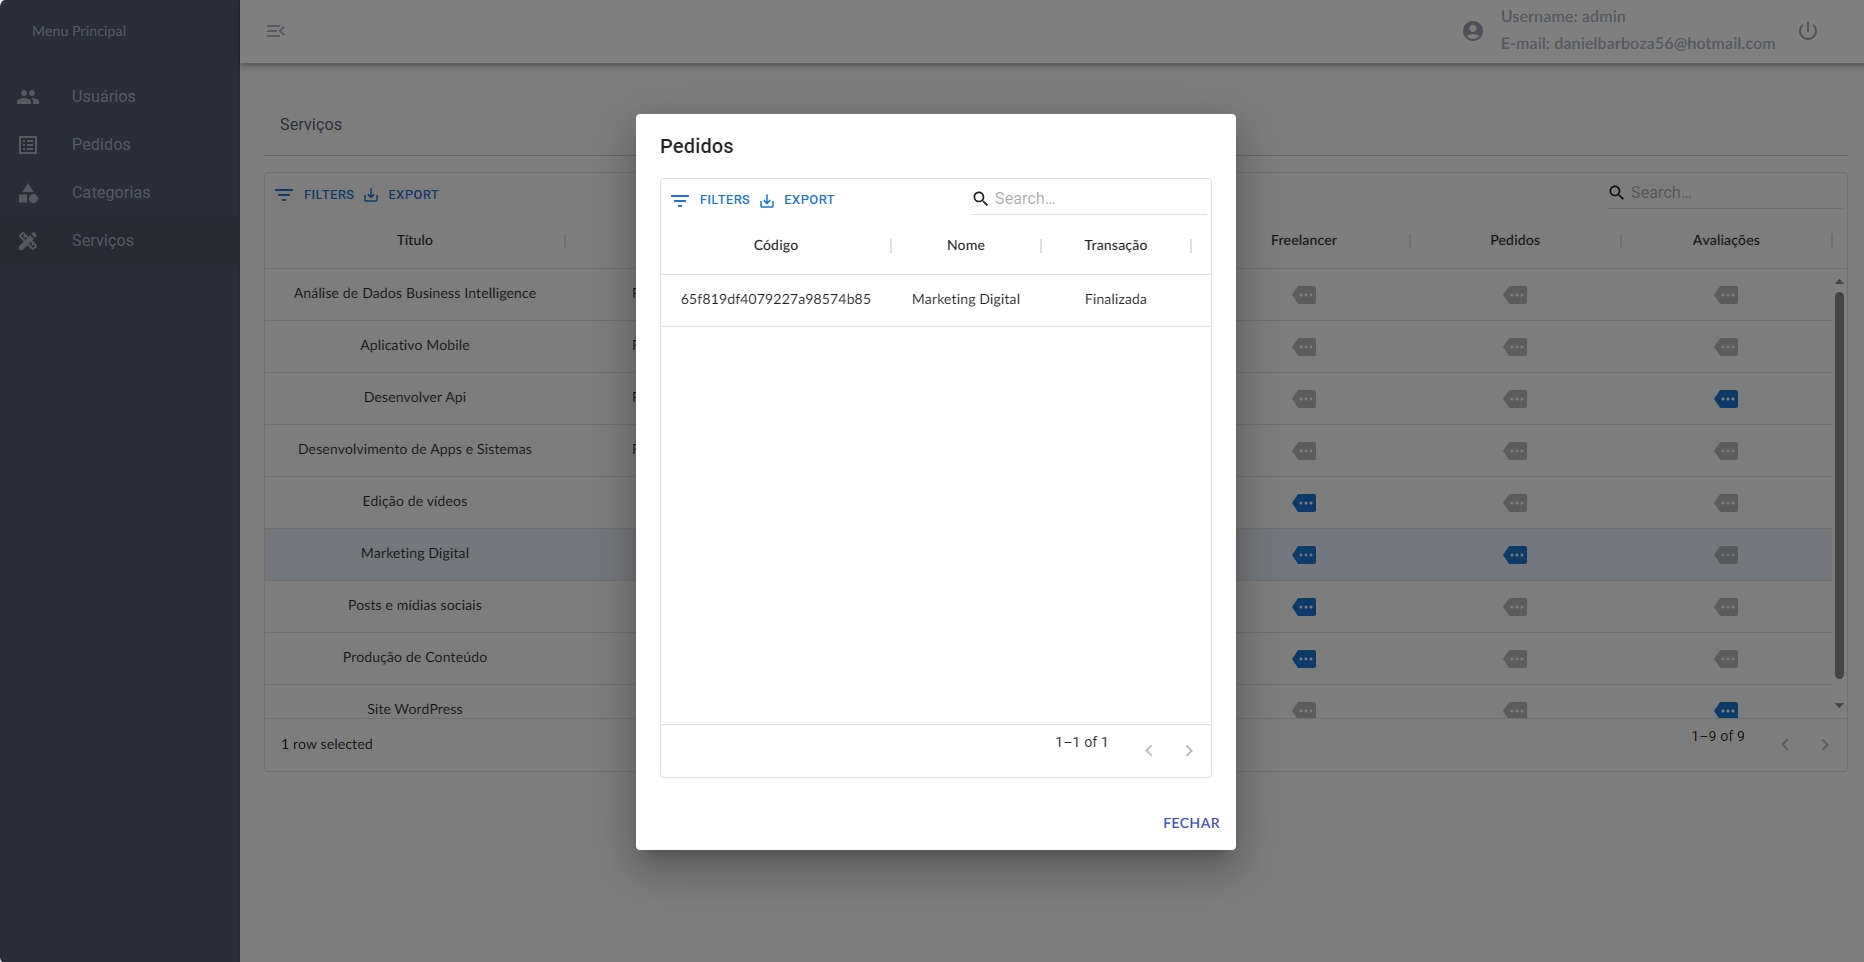 Menu Principal
Username: admin
E-mail: danielbarboza56@hotmail.com
Usuários
Pedidos
Categorias
Serviços
Serviços
FILTERS EXPORT
Search...
Título
Freelancer Pedidos Avaliações
Análise de Dados Business Intelligence
Aplicativo Mobile
Desenvolver Api
Desenvolvimento de Apps e Sistemas
Edição de vídeos
Marketing Digital
Posts e mídias sociais
Produção de Conteúdo
Site WordPress
1 row selected
1–9 of 9
Pedidos
FILTERS EXPORT
Search...
Código Nome Transação
65f819df4079227a98574b85 Marketing Digital Finalizada
1–1 of 1
FECHAR